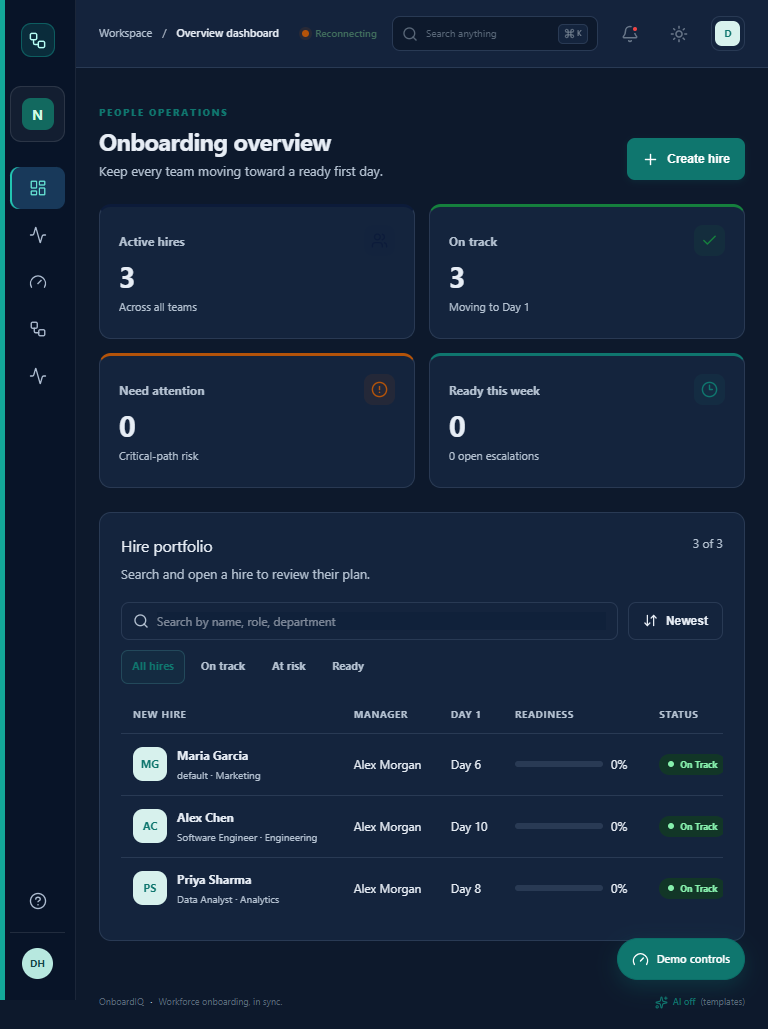 Workspace / Overview dashboard
Reconnecting
Search anything
⌘ K
D
N
PEOPLE OPERATIONS
Onboarding overview
Keep every team moving toward a ready first day.
Create hire
Active hires
3
Across all teams
On track
3
Moving to Day 1
Need attention
0
Critical-path risk
Ready this week
0
0 open escalations
Hire portfolio
3 of 3
Search and open a hire to review their plan.
Search by name, role, department
Newest
All hires On track At risk Ready
NEW HIRE MANAGER DAY 1 READINESS STATUS
MG Maria Garcia
default · Marketing
Alex Morgan Day 6 0% On Track
AC Alex Chen
Software Engineer · Engineering
Alex Morgan Day 10 0% On Track
PS Priya Sharma
Data Analyst · Analytics
Alex Morgan Day 8 0% On Track
DH
Demo controls
OnboardIQ · Workforce onboarding, in sync.
AI off (templates)